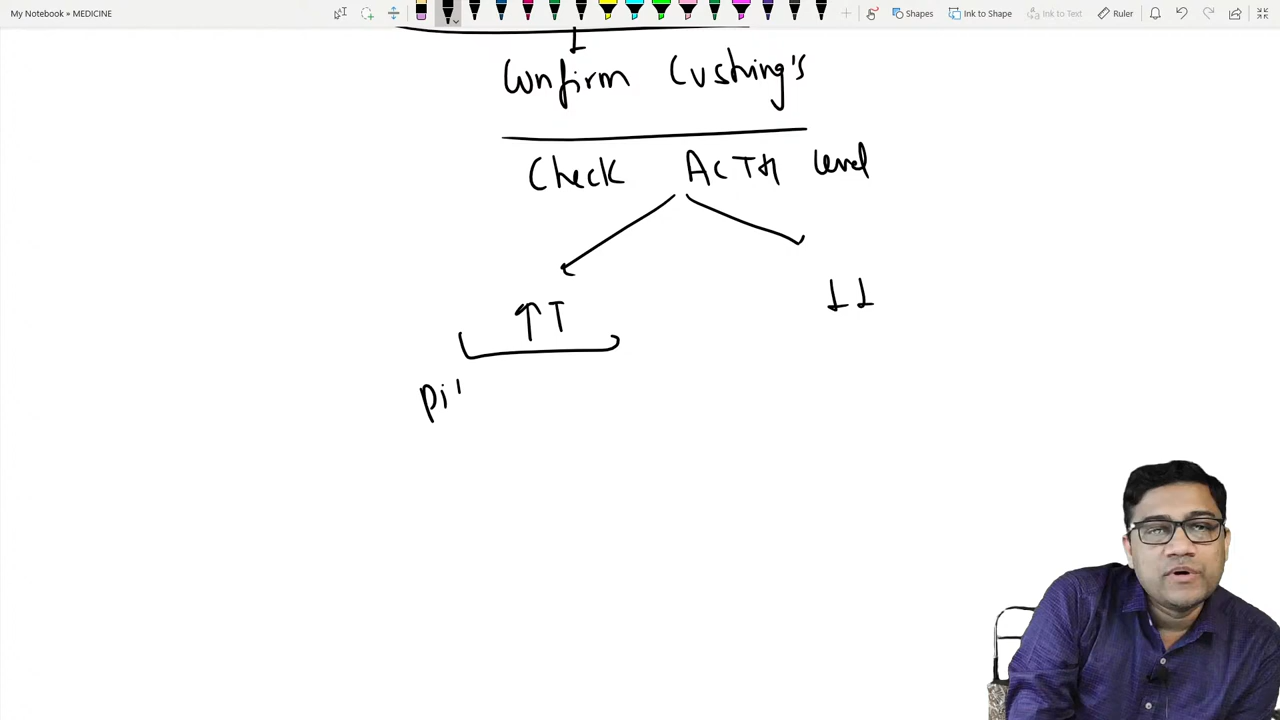 My Notebook » MEDICINE
Shapes Ink to Shape Ink to Text Ruler
Confirm Cushing's
Check ACTH level
↑↑ ↓↓
Pi'